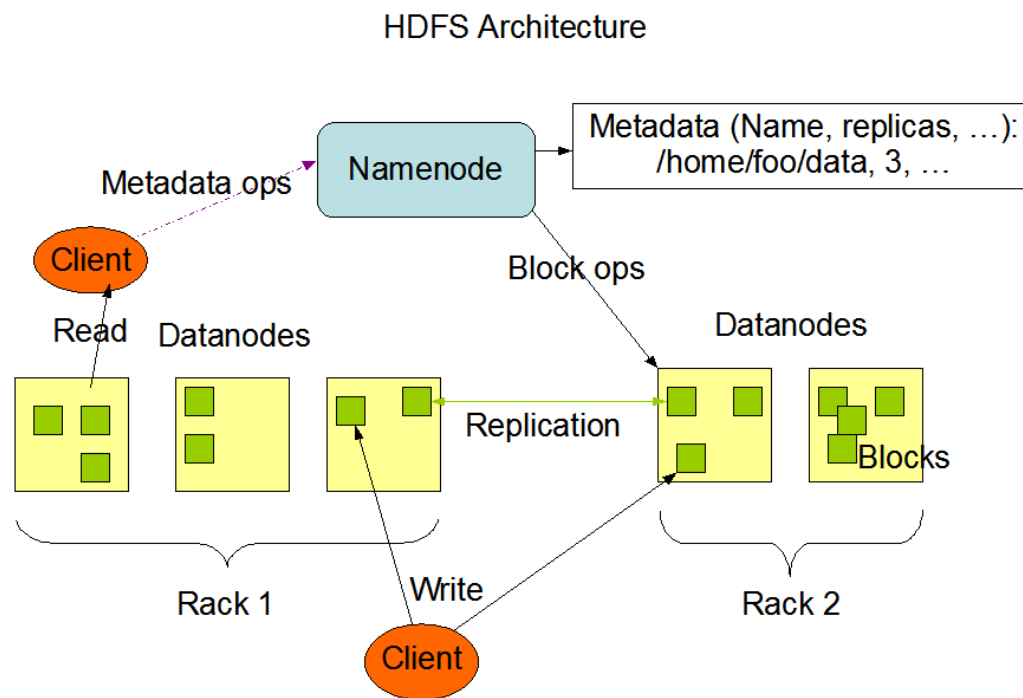 HDFS Architecture
Metadata (Name, replicas, …):
/home/foo/data, 3, …
Namenode
Metadata ops
Client
Block ops
Read
Datanodes
Datanodes
Replication
Blocks
Rack 1
Write
Rack 2
Client